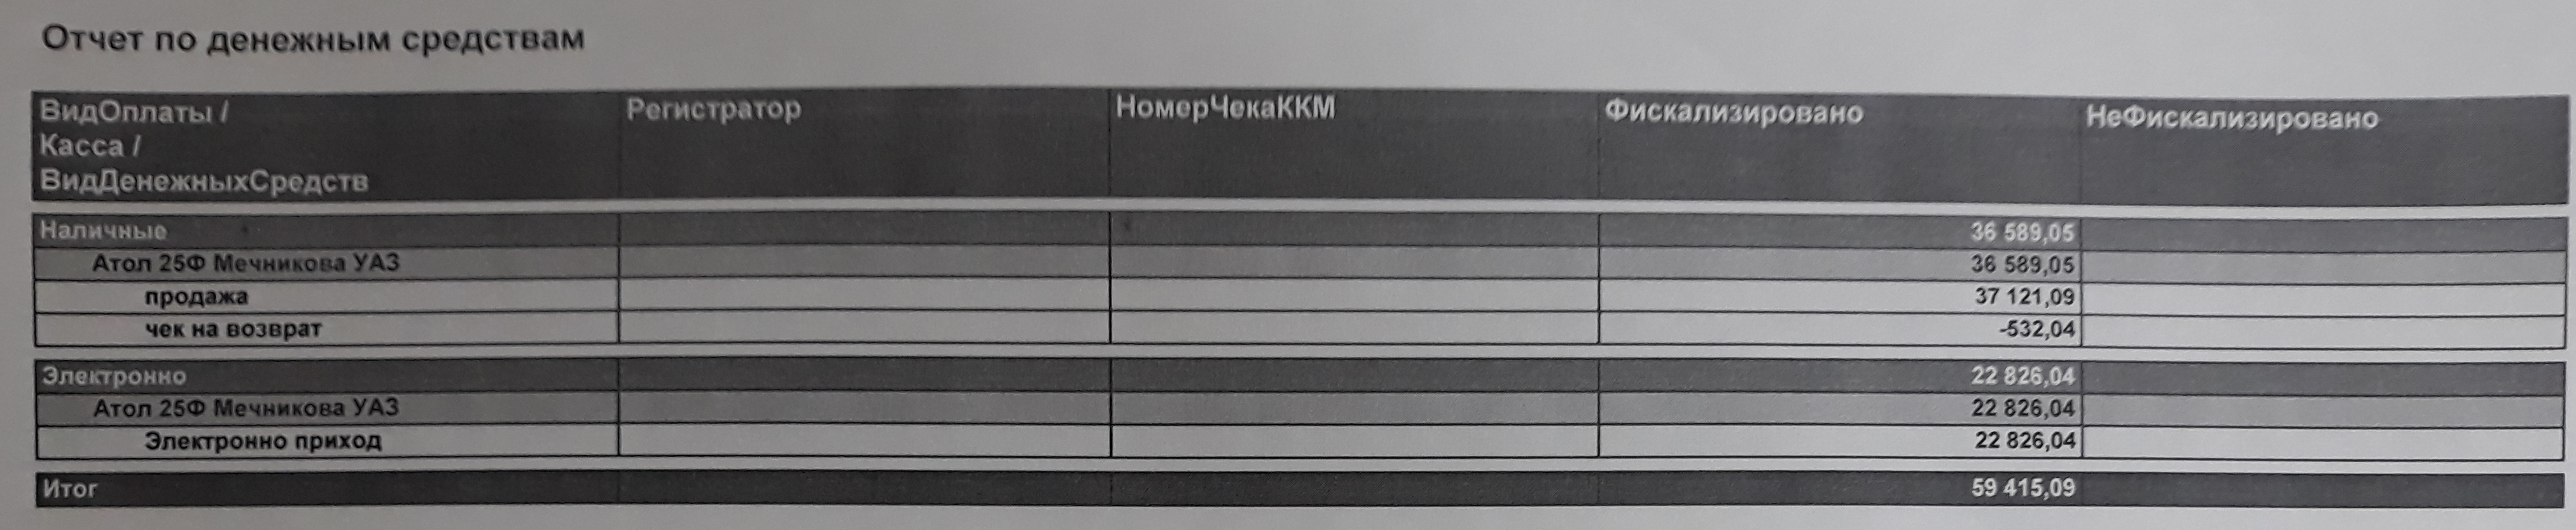 Отчет по денежным средствам
ВидОплаты / Регистратор НомерЧекаККМ Фискализировано НеФискализировано
Касса /
ВидДенежныхСредств
Наличные 36 589,05
Атол 25Ф Мечникова УАЗ 36 589,05
продажа 37 121,09
чек на возврат -532,04
Электронно 22 826,04
Атол 25Ф Мечникова УАЗ 22 826,04
Электронно приход 22 826,04
Итог 59 415,09